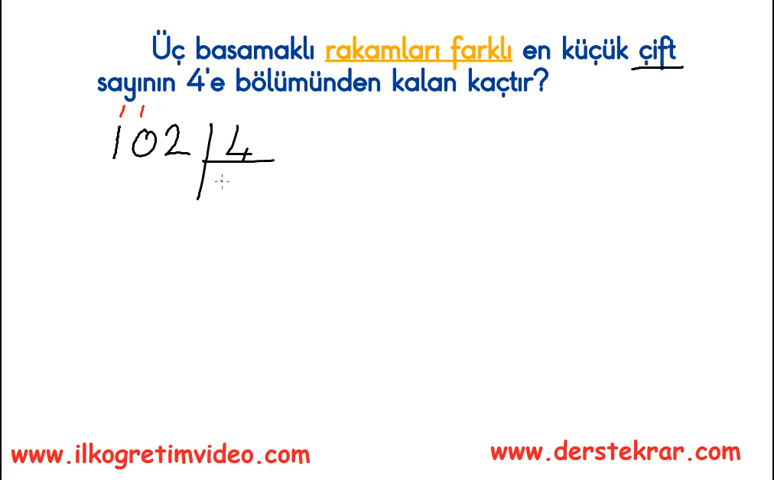 Üç basamaklı rakamları farklı en küçük çift
sayının 4'e bölümünden kalan kaçtır?
102 4
www.ilkogretimvideo.com
www.derstekrar.com